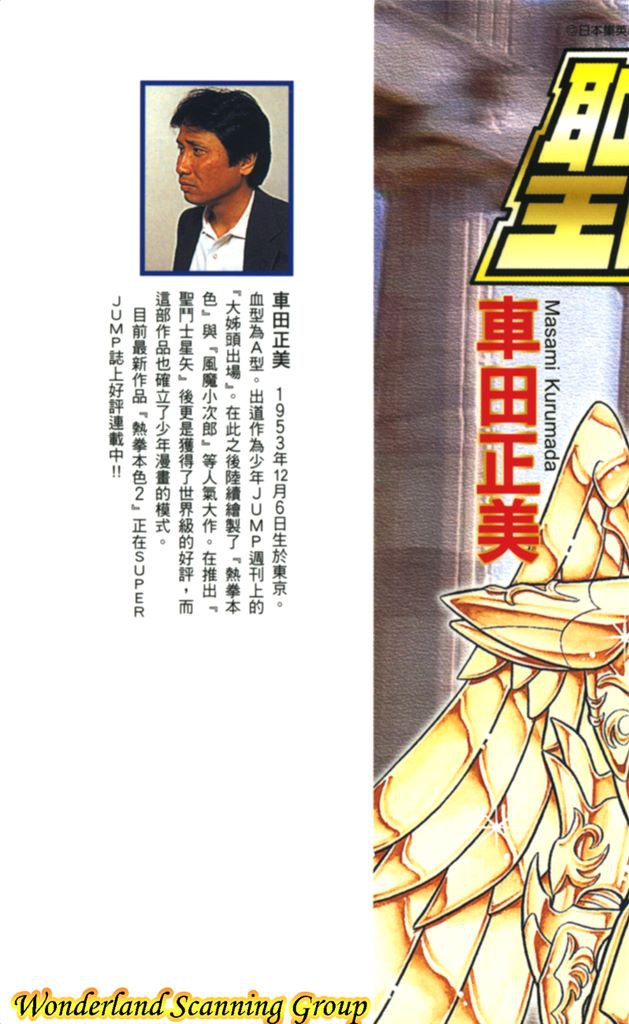 ©日本集英
聖
車田正美
Masami Kurumada
車田正美　1953年12月6日生於東京。
血型為A型。出道作為少年JUMP週刊上的
『大姊頭出場』。在此之後陸續繪製了『熱拳本
色』與『風魔小次郎』等人氣大作。在推出『
聖鬥士星矢』後更是獲得了世界級的好評，而
這部作品也確立了少年漫畫的模式。
目前最新作品『熱拳本色2』正在SUPER
JUMP誌上好評連載中!!
Wonderland Scanning Group